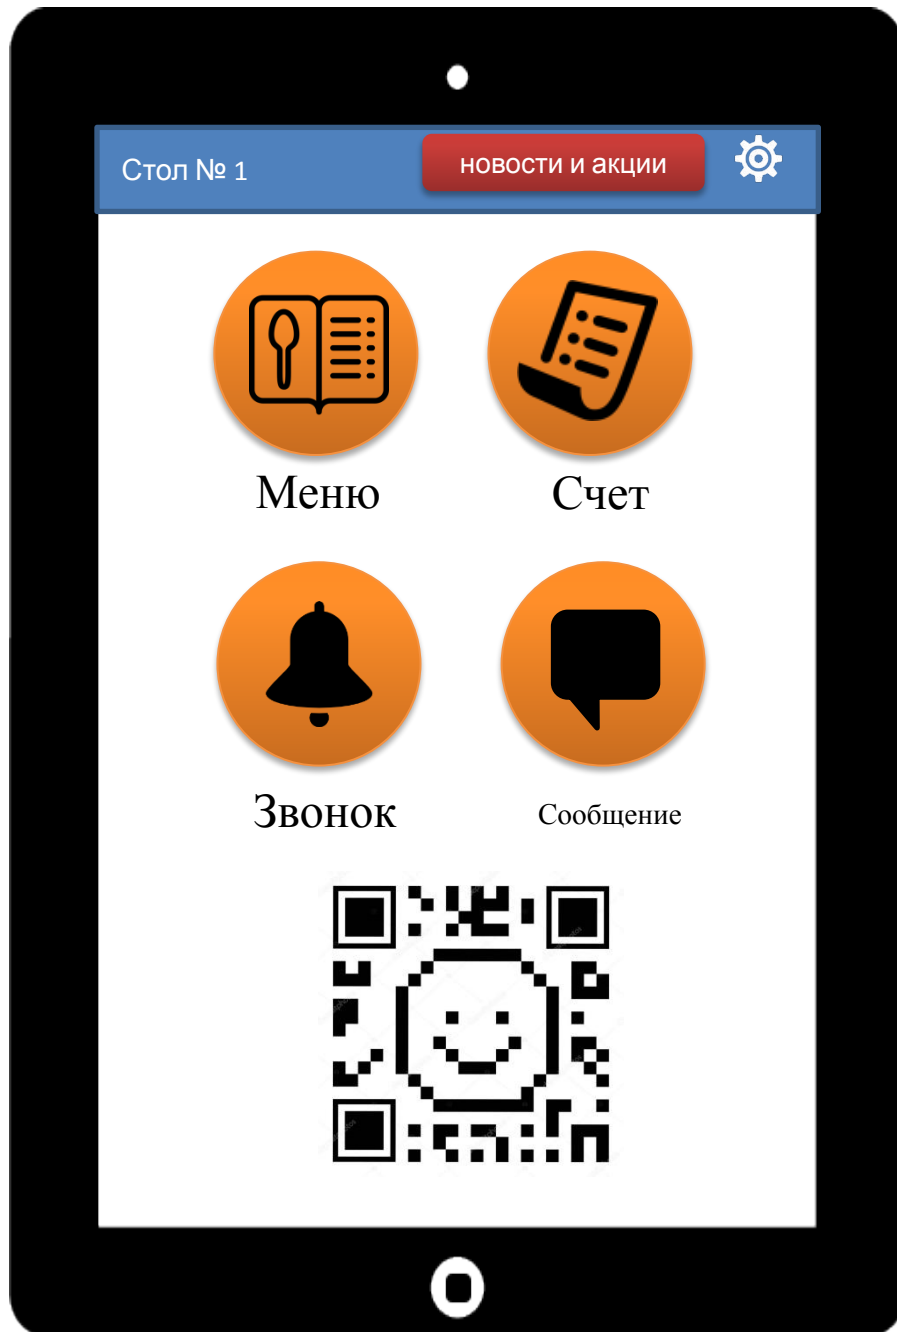 Стол № 1
новости и акции
Меню
Счет
Звонок
Сообщение